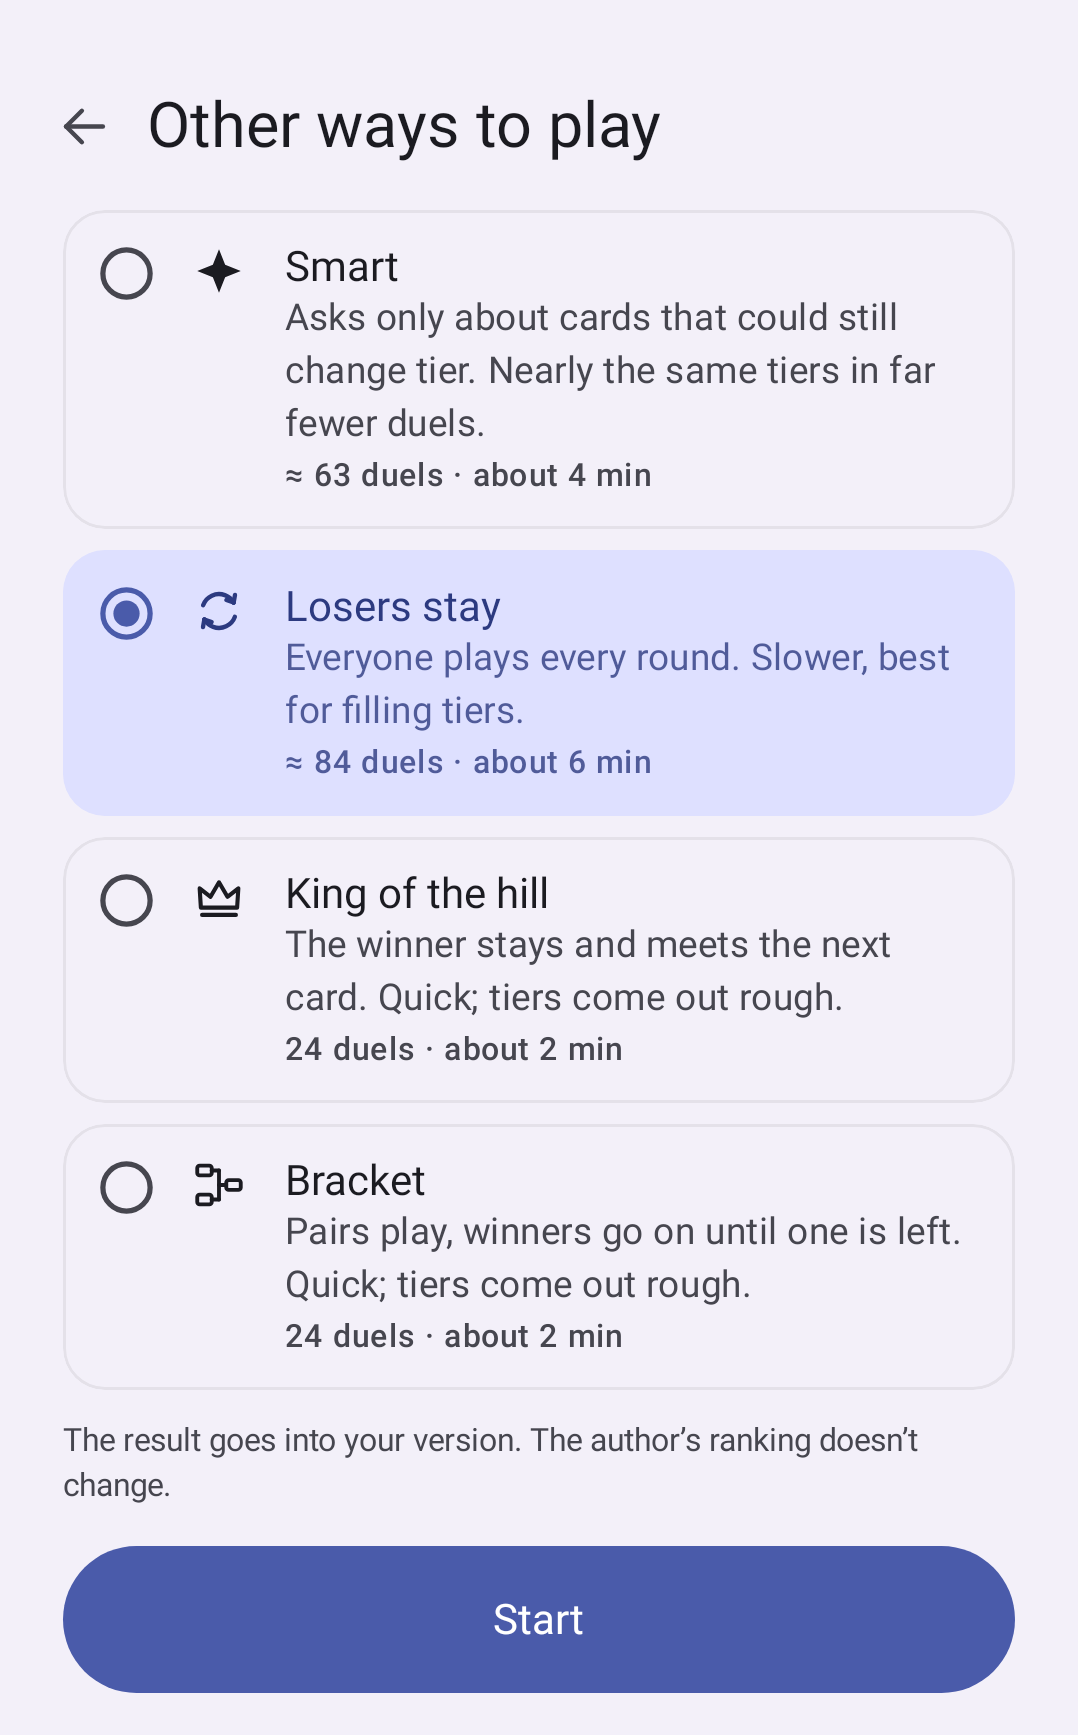 Other ways to play
Smart
Asks only about cards that could still
change tier. Nearly the same tiers in far
fewer duels.
≈ 63 duels · about 4 min
Losers stay
Everyone plays every round. Slower, best
for filling tiers.
≈ 84 duels · about 6 min
King of the hill
The winner stays and meets the next
card. Quick; tiers come out rough.
24 duels · about 2 min
Bracket
Pairs play, winners go on until one is left.
Quick; tiers come out rough.
24 duels · about 2 min
The result goes into your version. The author’s ranking doesn’t
change.
Start